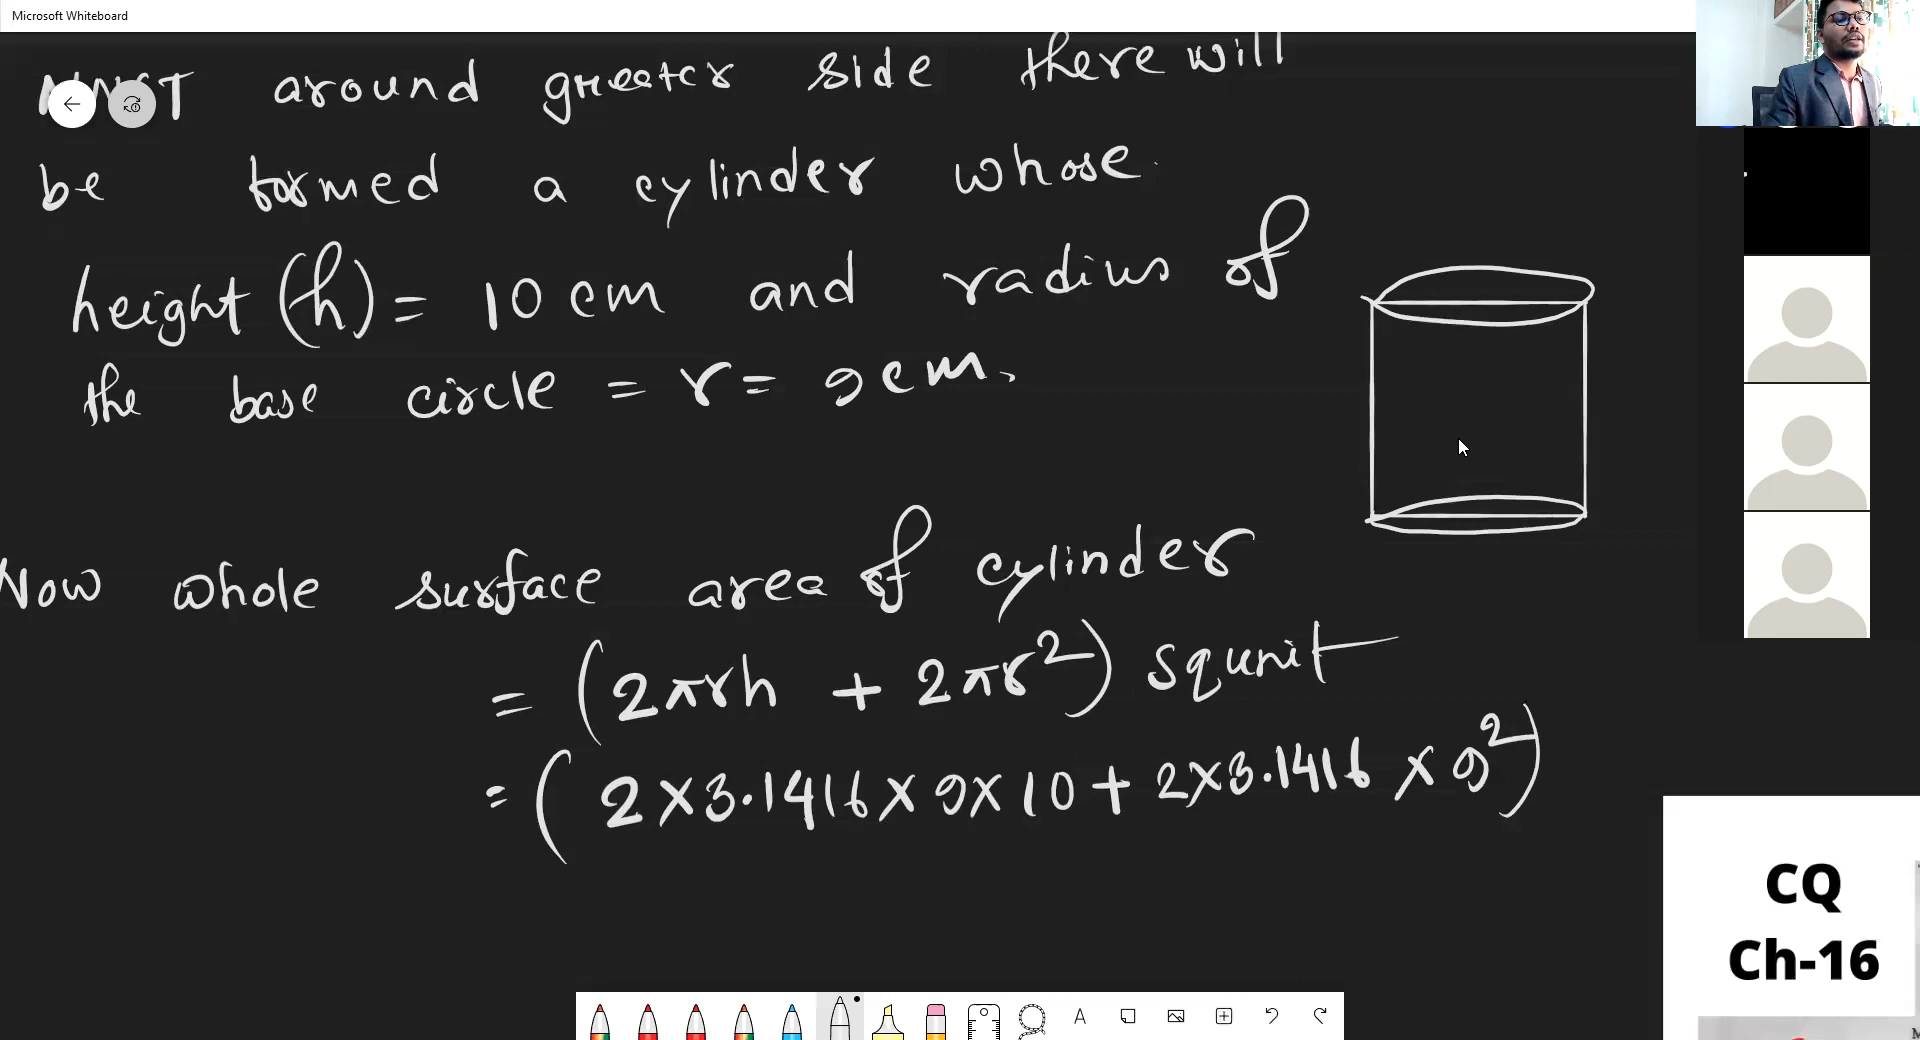 Microsoft Whiteboard
around greater side there will
be formed a cylinder whose
height (h) = 10 cm and radius of
the base circle = r = 9 cm.
Now whole surface area of cylinder
= (2πrh + 2πr²) sq unit
= ( 2×3.1416×9×10 + 2×3.1416×9²)
CQ
Ch-16